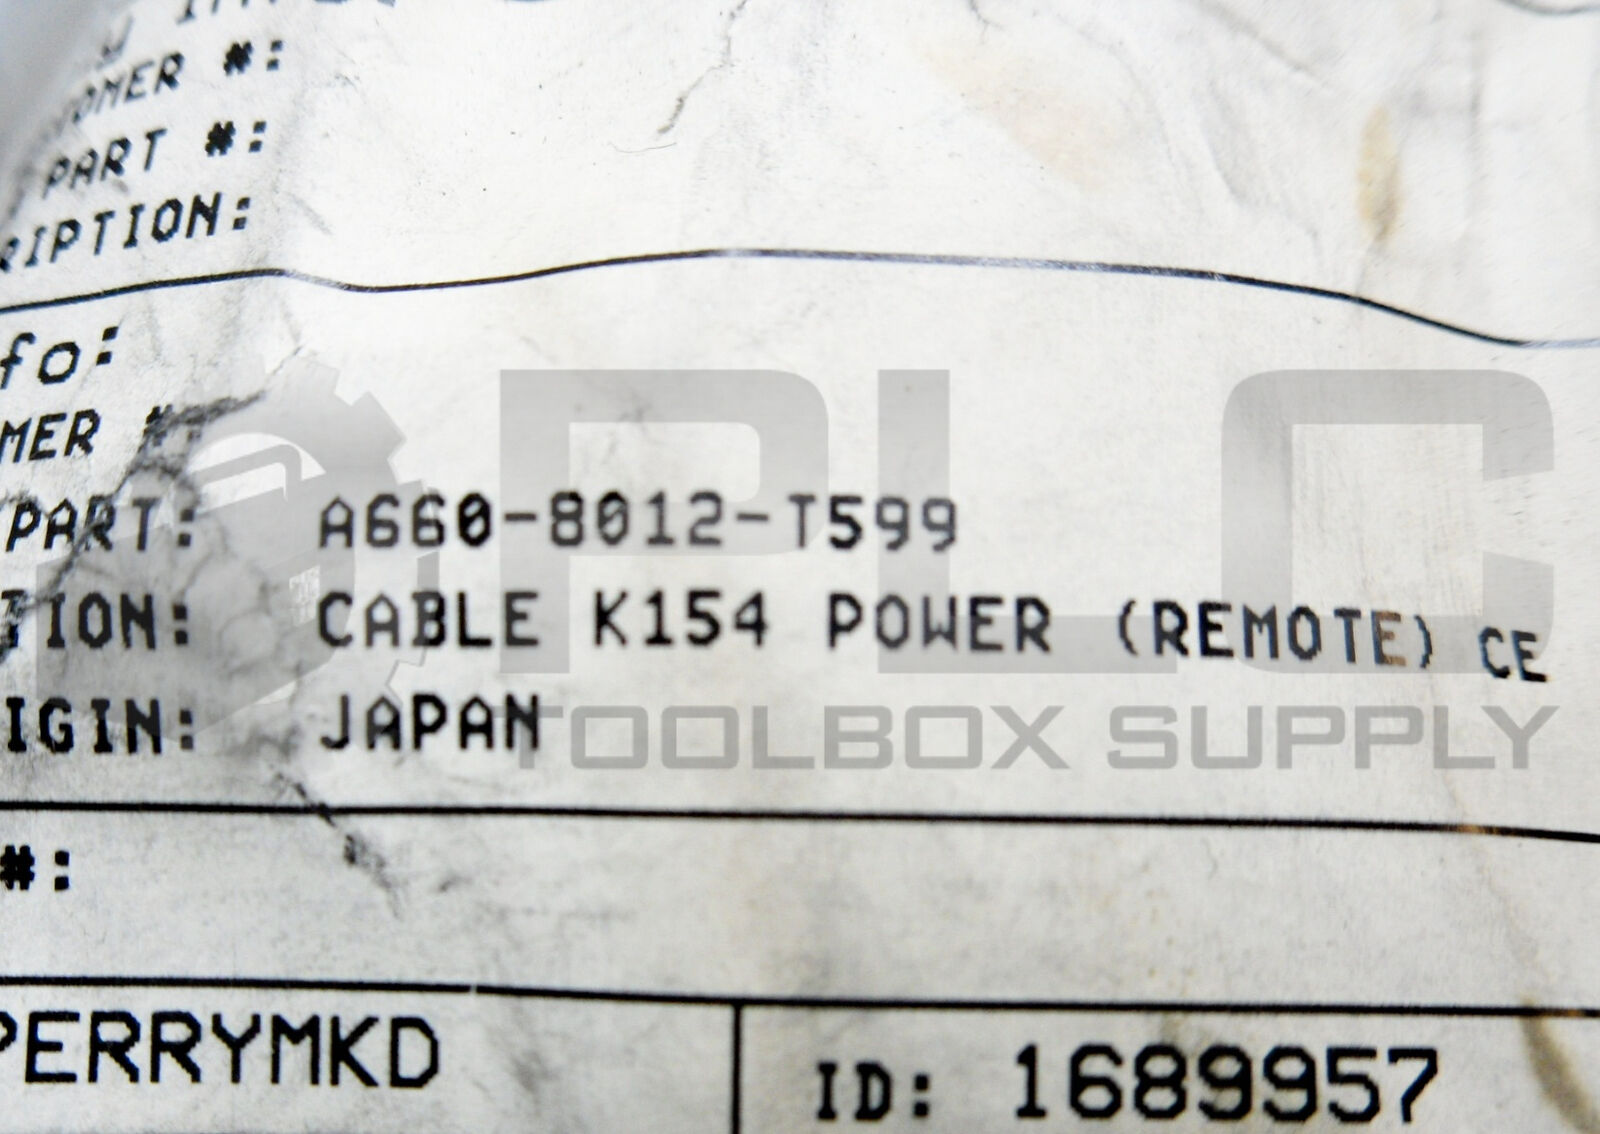 #:
PART #:
RIPTION:
fo:
MER #:
PART: A660-8012-T599
TION: CABLE K154 POWER (REMOTE) CE
IGIN: JAPAN
#:
PERRYMKD
ID: 1689957
PLC
TOOLBOX SUPPLY